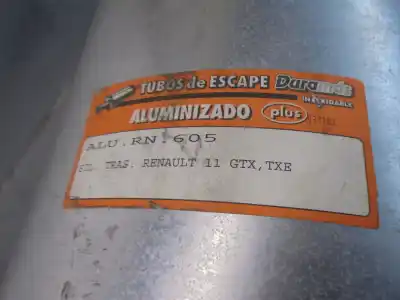 TUBOS de ESCAPE Duramás
INOXIDABLE
ALUMINIZADO plus
ALU.RN.605
SIL. TRAS. RENAULT 11 GTX,TXE